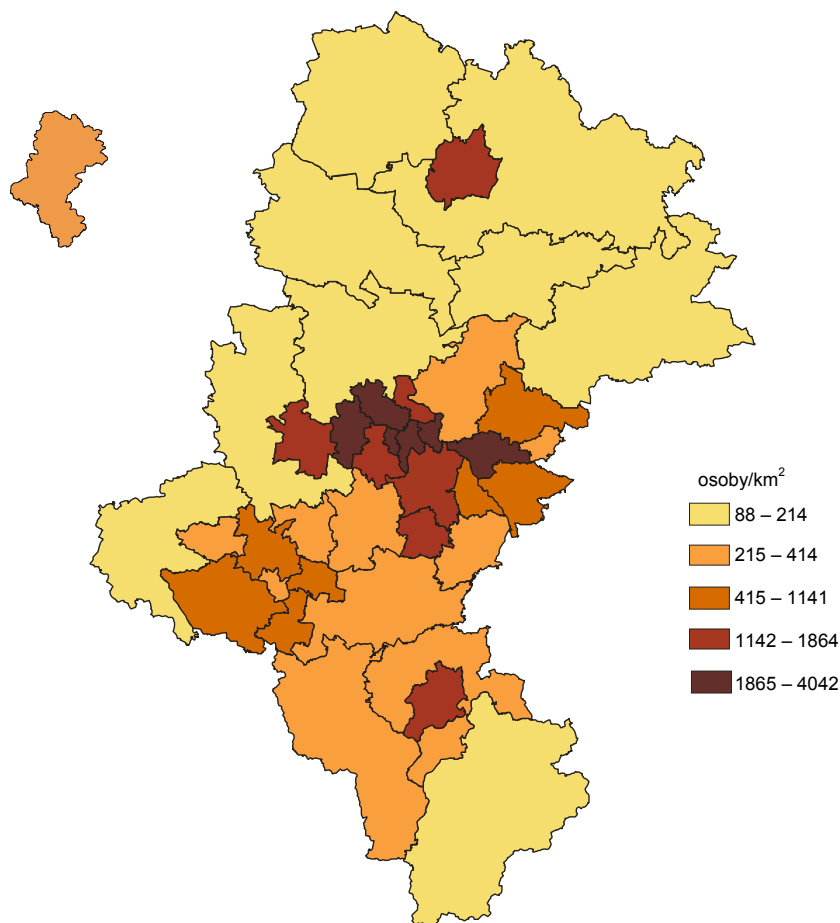 osoby/km²
88 – 214
215 – 414
415 – 1141
1142 – 1864
1865 – 4042